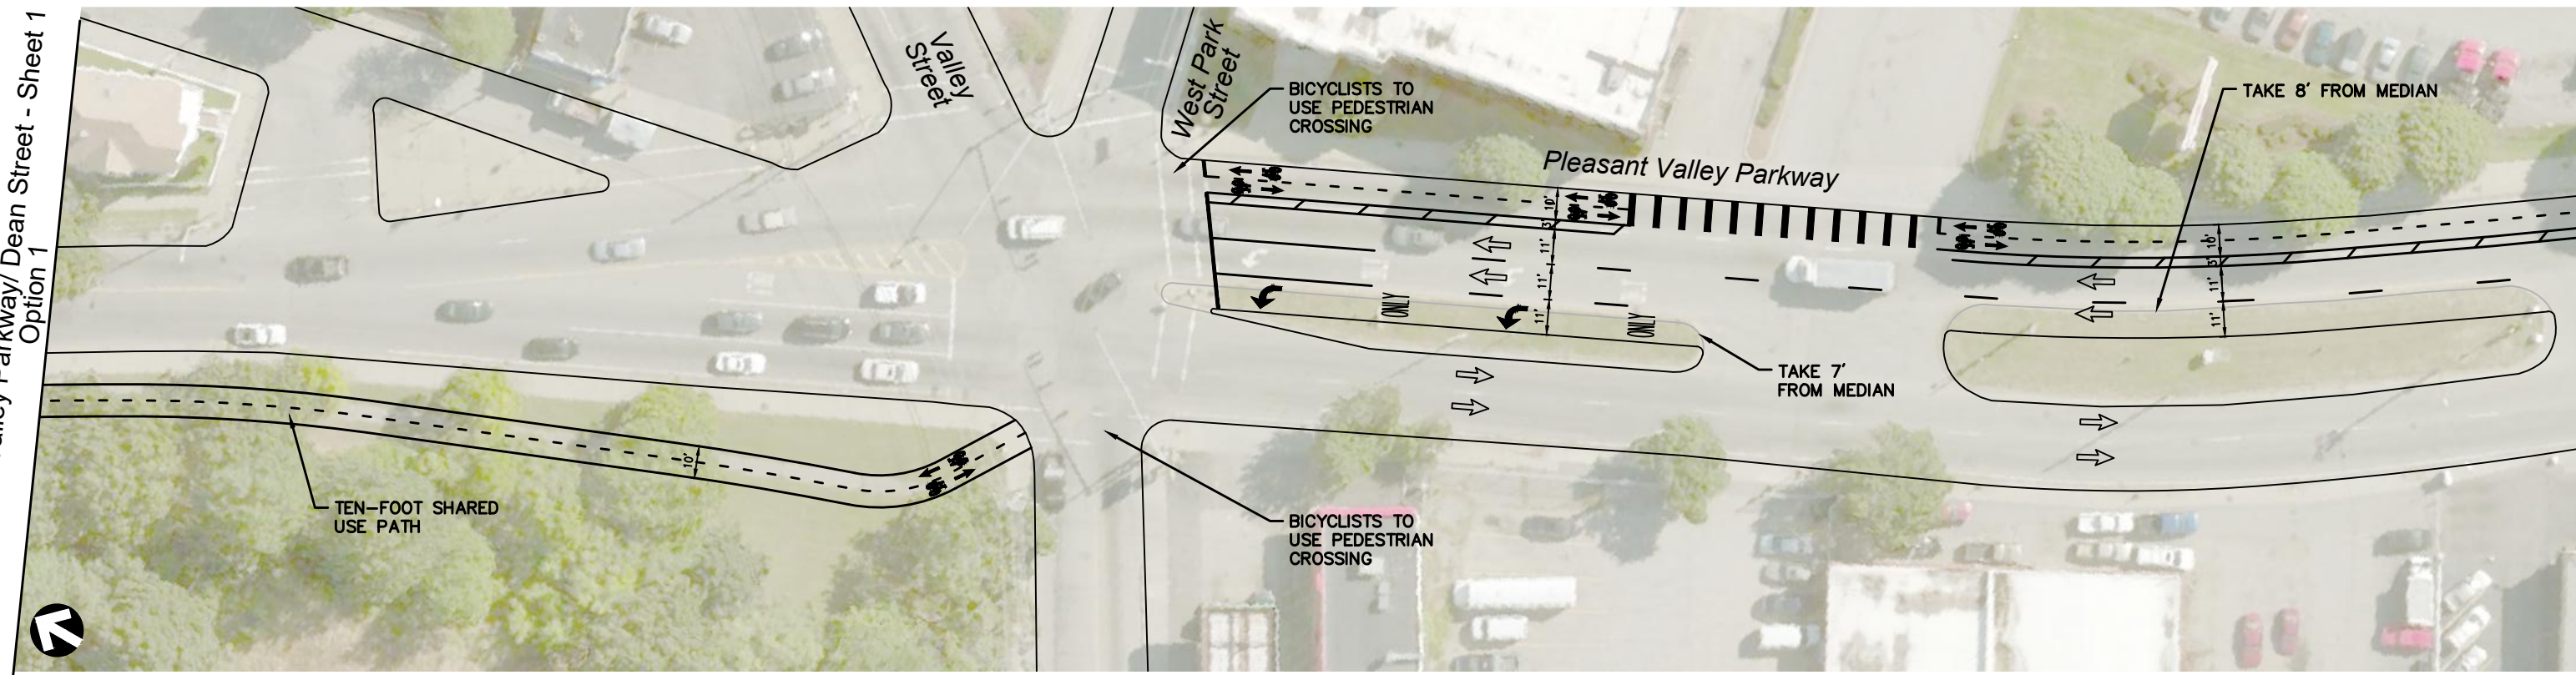 Valley Parkway/ Dean Street - Sheet 1
Option 1
Valley
Street
West Park
Street
BICYCLISTS TO
USE PEDESTRIAN
CROSSING
Pleasant Valley Parkway
TAKE 8' FROM MEDIAN
10'
3'
11'
11'
11'
ONLY
ONLY
10'
3'
11'
11'
TAKE 7'
FROM MEDIAN
10'
TEN-FOOT SHARED
USE PATH
BICYCLISTS TO
USE PEDESTRIAN
CROSSING